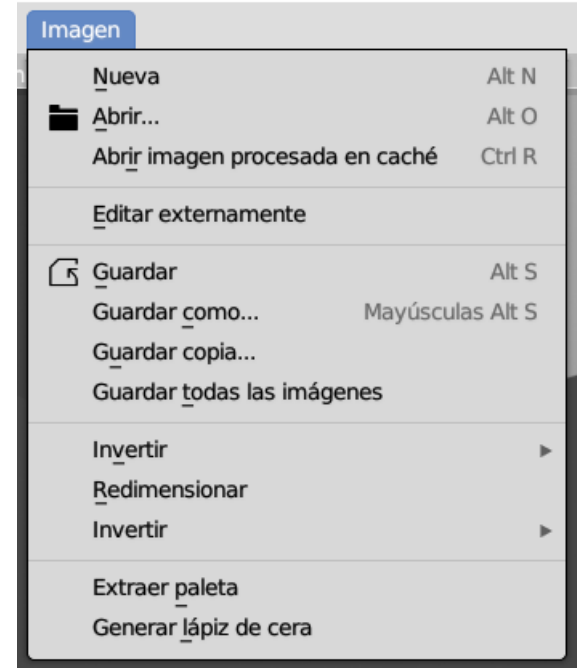 Imagen
Nueva Alt N
Abrir... Alt O
Abrir imagen procesada en caché Ctrl R
Editar externamente
Guardar Alt S
Guardar como... Mayúsculas Alt S
Guardar copia...
Guardar todas las imágenes
Invertir
Redimensionar
Invertir
Extraer paleta
Generar lápiz de cera